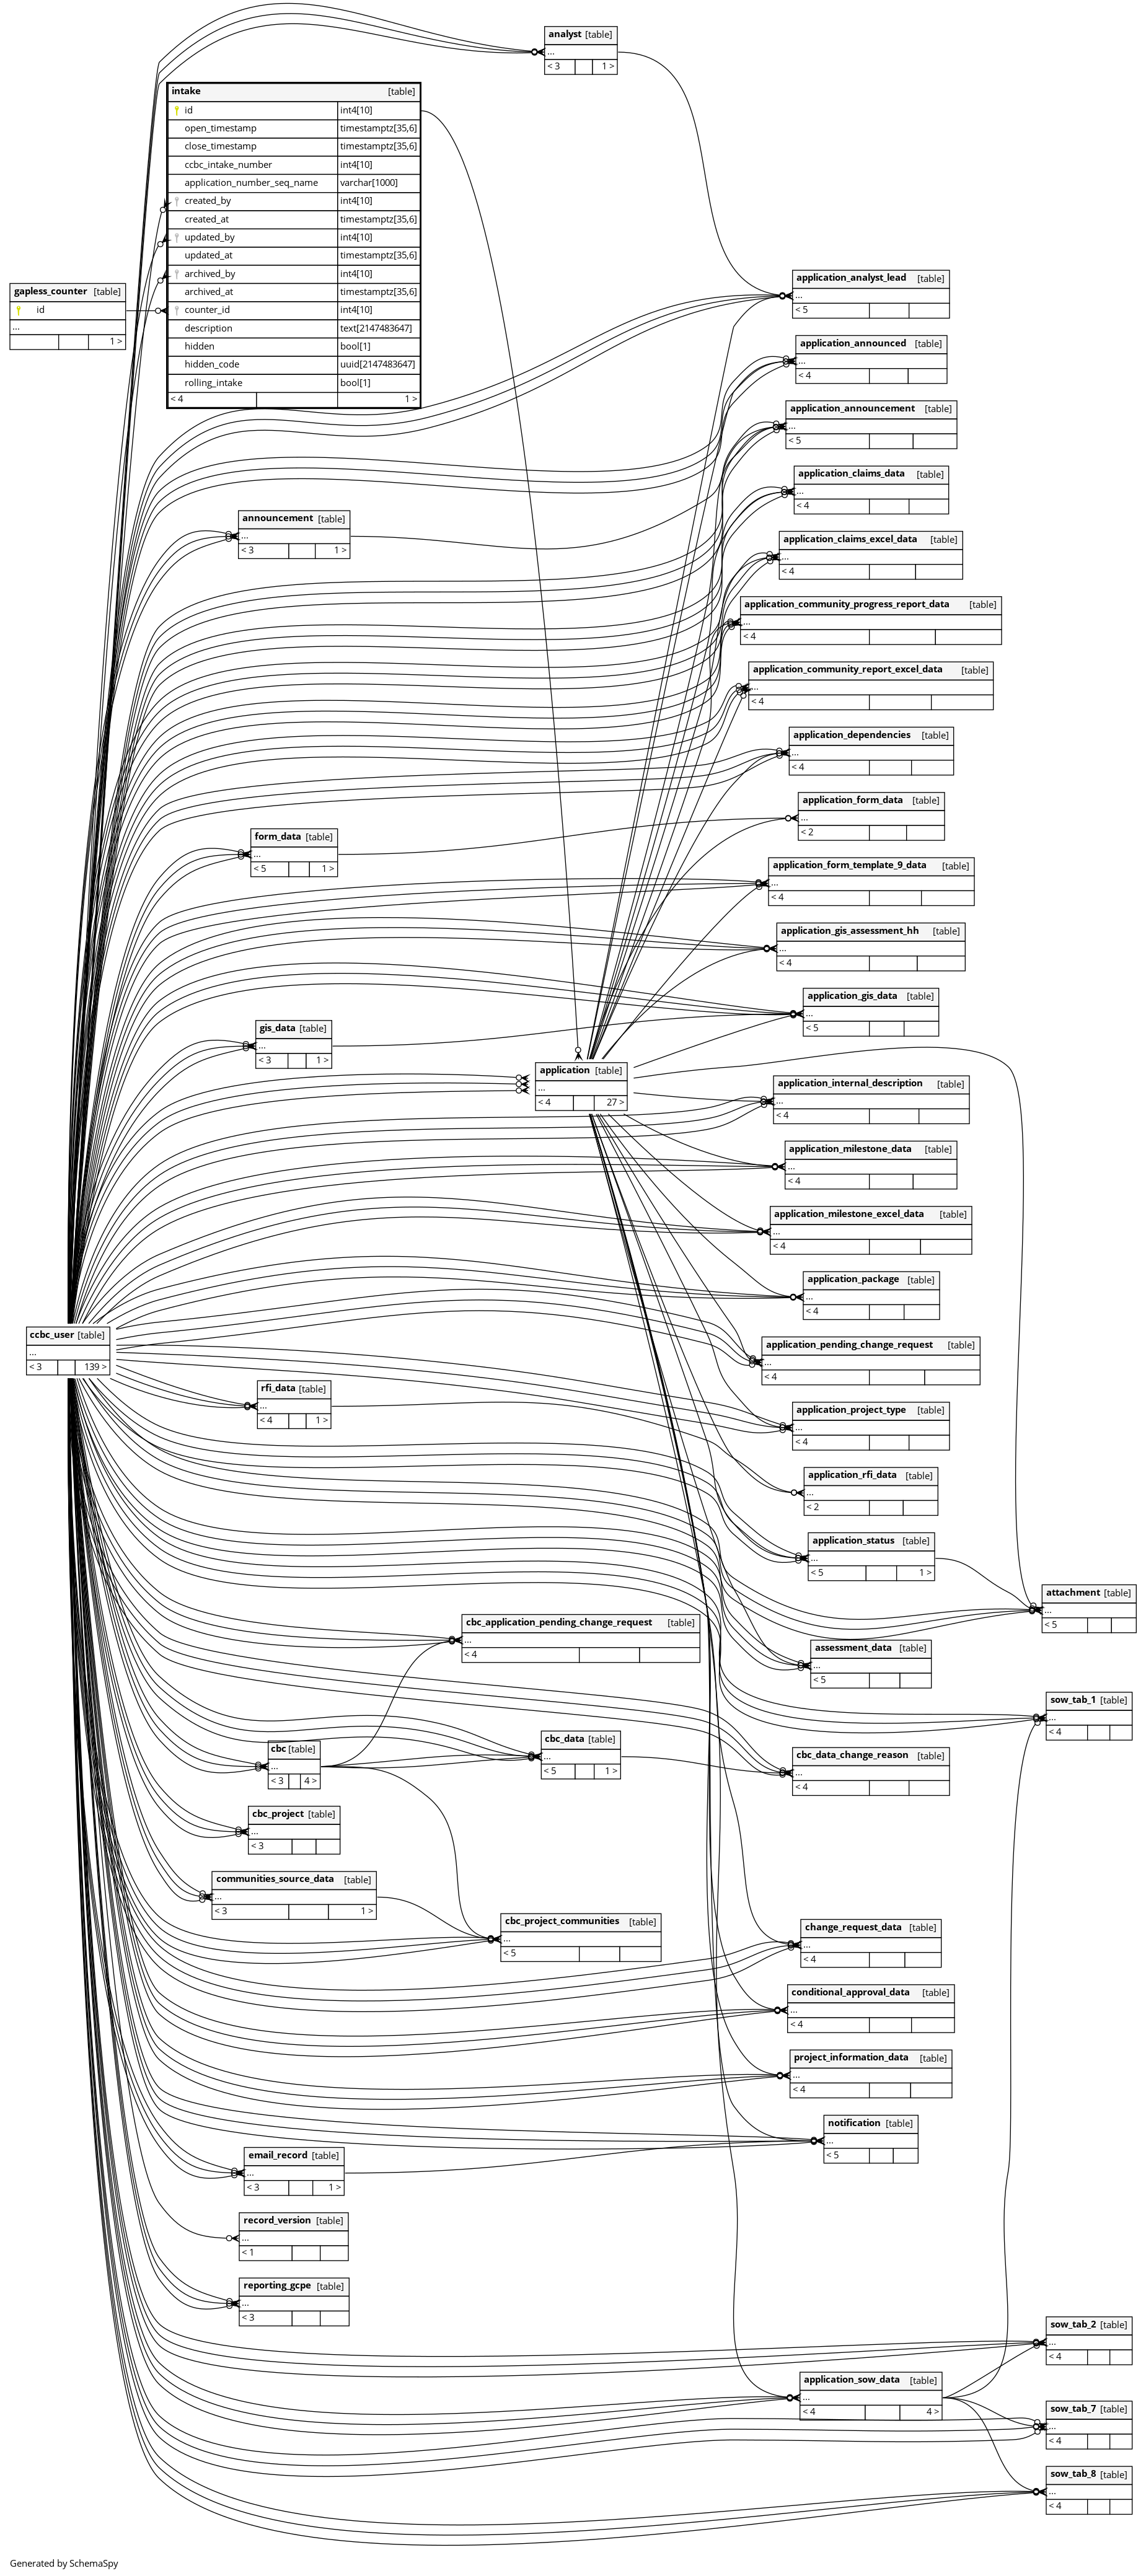 analyst [table]
...
< 3 1 >
intake [table]
id int4[10]
open_timestamp timestamptz[35,6]
close_timestamp timestamptz[35,6]
ccbc_intake_number int4[10]
application_number_seq_name varchar[1000]
created_by int4[10]
created_at timestamptz[35,6]
updated_by int4[10]
updated_at timestamptz[35,6]
archived_by int4[10]
archived_at timestamptz[35,6]
counter_id int4[10]
description text[2147483647]
hidden bool[1]
hidden_code uuid[2147483647]
rolling_intake bool[1]
< 4 1 >
gapless_counter [table]
id
...
1 >
application_analyst_lead [table]
...
< 5
application_announced [table]
...
< 4
application_announcement [table]
...
< 5
application_claims_data [table]
...
< 4
announcement [table]
...
< 3 1 >
application_claims_excel_data [table]
...
< 4
application_community_progress_report_data [table]
...
< 4
application_community_report_excel_data [table]
...
< 4
application_dependencies [table]
...
< 4
application_form_data [table]
...
< 2
form_data [table]
...
< 5 1 >
application_form_template_9_data [table]
...
< 4
application_gis_assessment_hh [table]
...
< 4
application_gis_data [table]
...
< 5
gis_data [table]
...
< 3 1 >
application [table]
...
< 4 27 >
application_internal_description [table]
...
< 4
application_milestone_data [table]
...
< 4
application_milestone_excel_data [table]
...
< 4
application_package [table]
...
< 4
ccbc_user [table]
...
< 3 139 >
application_pending_change_request [table]
...
< 4
rfi_data [table]
...
< 4 1 >
application_project_type [table]
...
< 4
application_rfi_data [table]
...
< 2
application_status [table]
...
< 5 1 >
attachment [table]
...
< 5
cbc_application_pending_change_request [table]
...
< 4
assessment_data [table]
...
< 5
sow_tab_1 [table]
...
< 4
cbc [table]
...
< 3 4 >
cbc_data [table]
...
< 5 1 >
cbc_data_change_reason [table]
...
< 4
cbc_project [table]
...
< 3
communities_source_data [table]
...
< 3 1 >
cbc_project_communities [table]
...
< 5
change_request_data [table]
...
< 4
conditional_approval_data [table]
...
< 4
project_information_data [table]
...
< 4
notification [table]
...
< 5
email_record [table]
...
< 3 1 >
record_version [table]
...
< 1
reporting_gcpe [table]
...
< 3
sow_tab_2 [table]
...
< 4
application_sow_data [table]
...
< 4 4 >
sow_tab_7 [table]
...
< 4
sow_tab_8 [table]
...
< 4
Generated by SchemaSpy